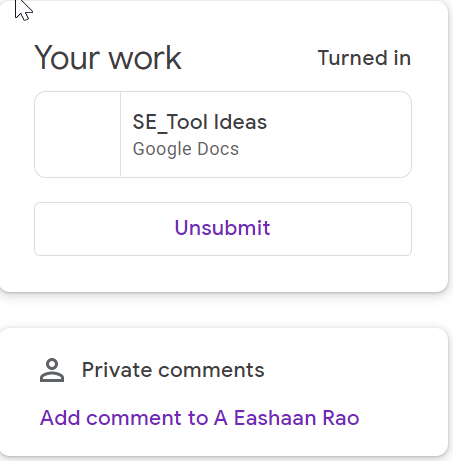 Your work
Turned in
SE_Tool Ideas
Google Docs
Unsubmit
Private comments
Add comment to A Eashaan Rao